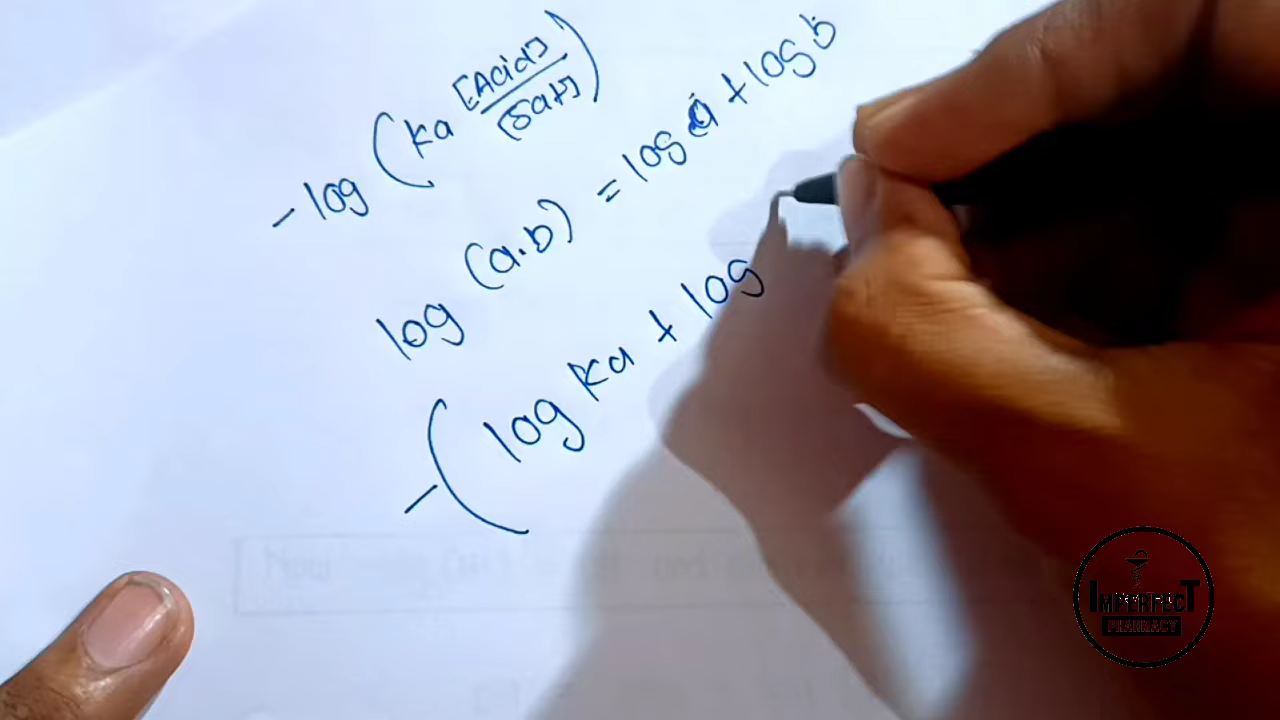 -log (ka [Acid]/[Salt])
log (a.b) = log a + log b
-( log ka + log
IMPERFECT
PHARMACY